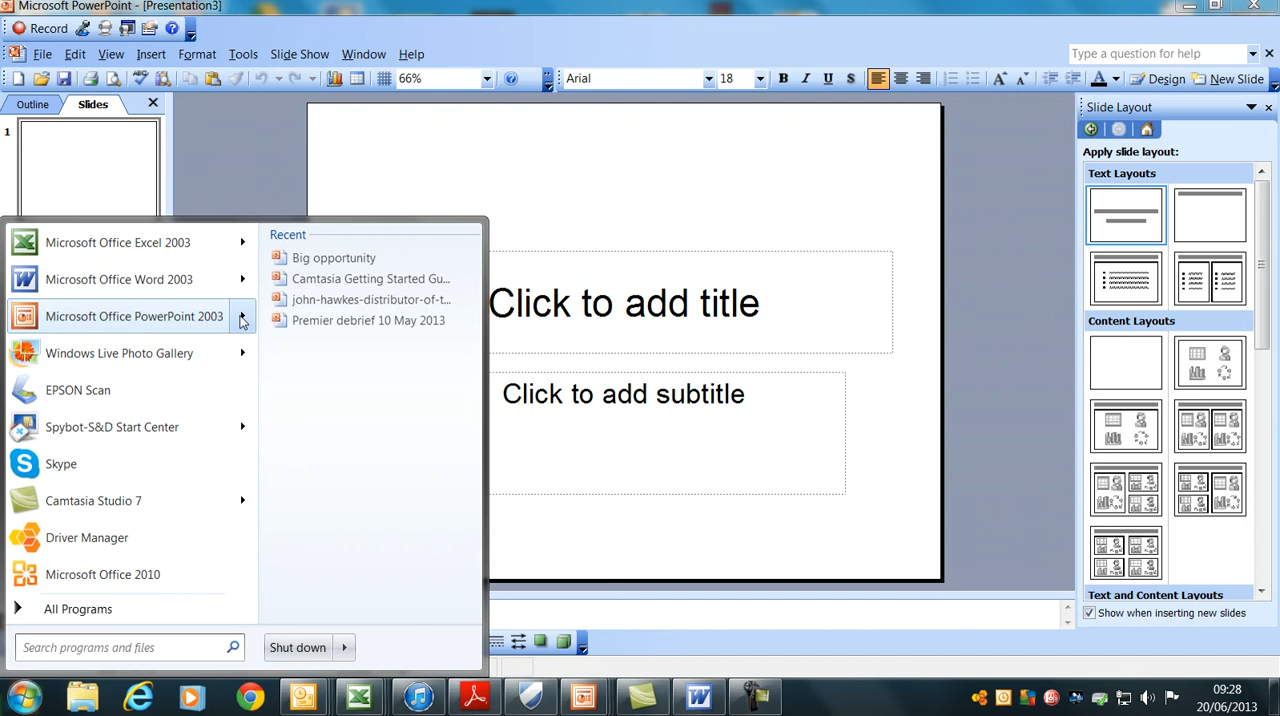 Microsoft PowerPoint - [Presentation3]
Record
File Edit View Insert Format Tools Slide Show Window Help
Type a question for help
66%
Arial
18
B I U S
A A A Design New Slide
Outline Slides
Slide Layout
1
Apply slide layout:
Text Layouts
Content Layouts
Text and Content Layouts
Show when inserting new slides
Click to add title
Click to add subtitle
Microsoft Office Excel 2003
Microsoft Office Word 2003
Microsoft Office PowerPoint 2003
Windows Live Photo Gallery
EPSON Scan
Spybot-S&D Start Center
Skype
Camtasia Studio 7
Driver Manager
Microsoft Office 2010
All Programs
Search programs and files
Recent
Big opportunity
Camtasia Getting Started Gu...
john-hawkes-distributor-of-t...
Premier debrief 10 May 2013
Shut down
09:28
20/06/2013